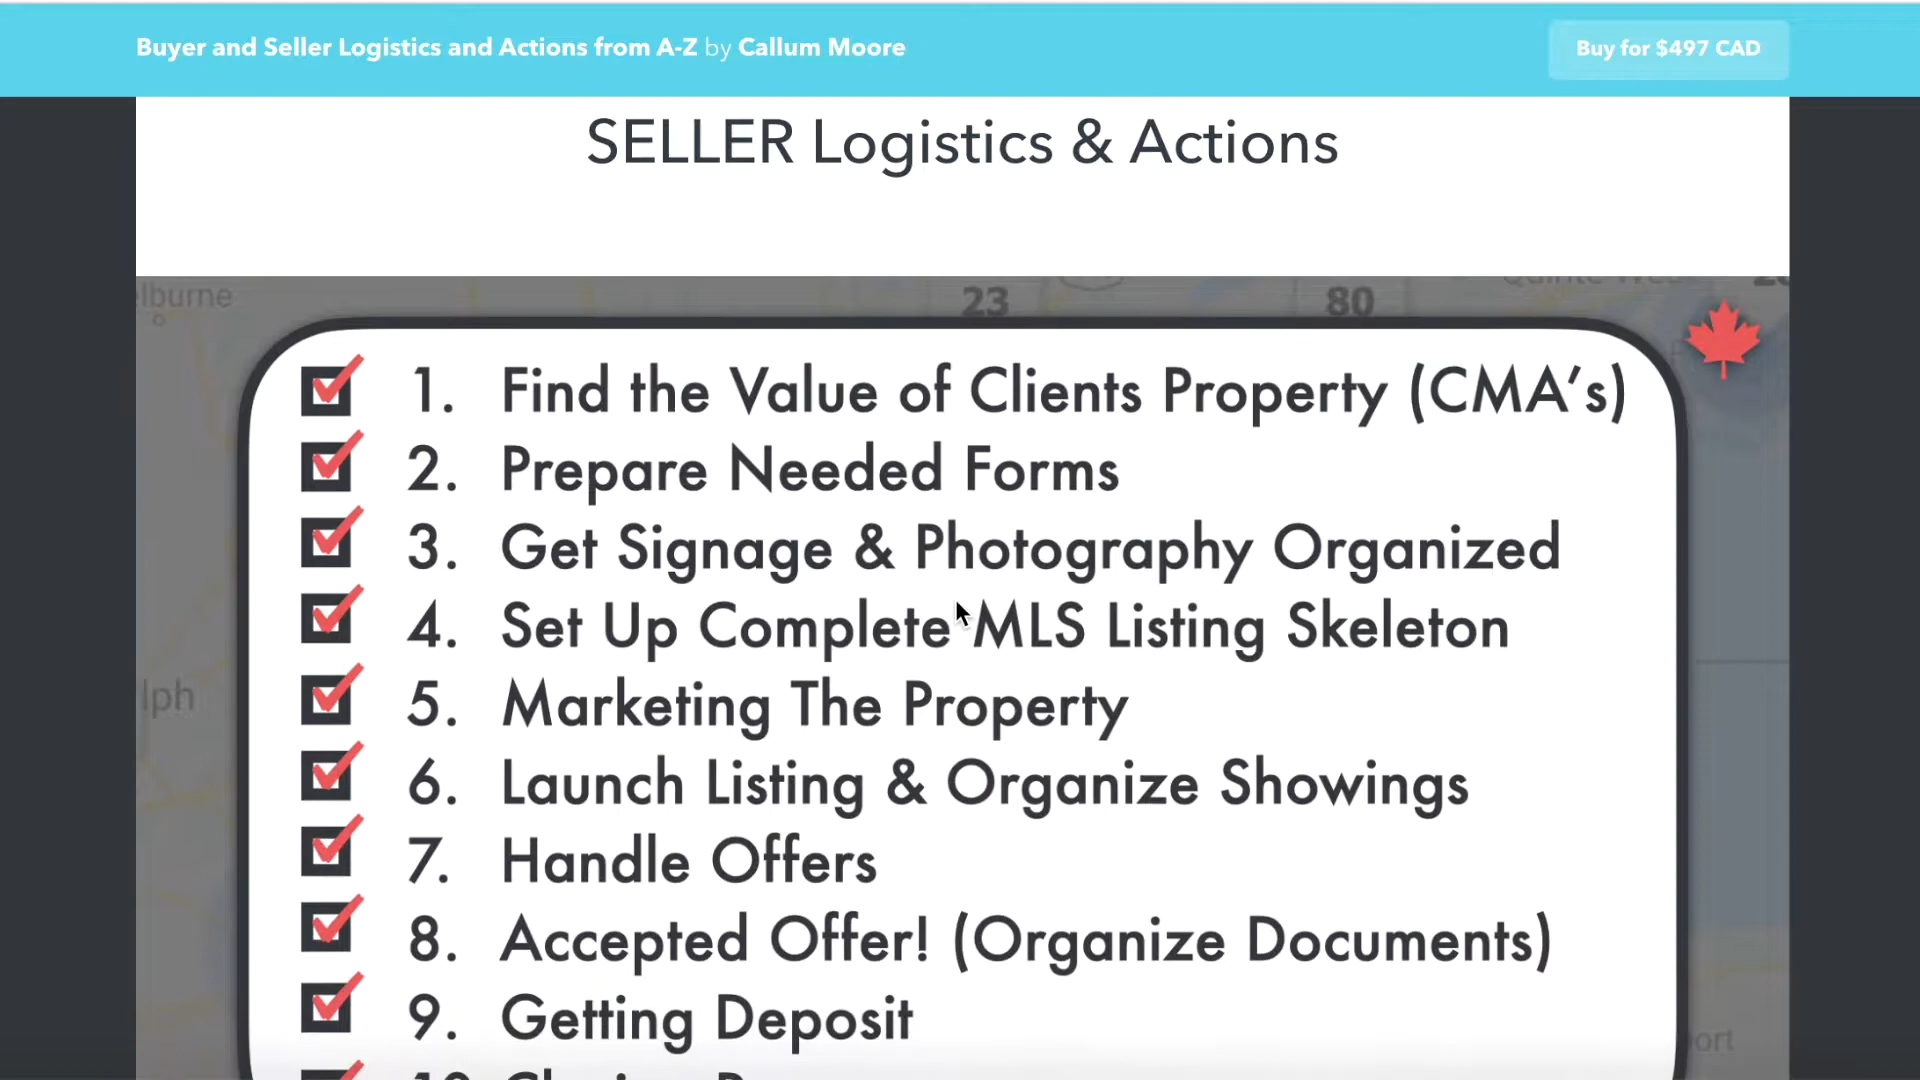 Buyer and Seller Logistics and Actions from A-Z by Callum Moore
Buy for $497 CAD
SELLER Logistics & Actions
lburne
23
80
1. Find the Value of Clients Property (CMA's)
2. Prepare Needed Forms
3. Get Signage & Photography Organized
4. Set Up Complete MLS Listing Skeleton
lph
5. Marketing The Property
6. Launch Listing & Organize Showings
7. Handle Offers
8. Accepted Offer! (Organize Documents)
9. Getting Deposit
ort